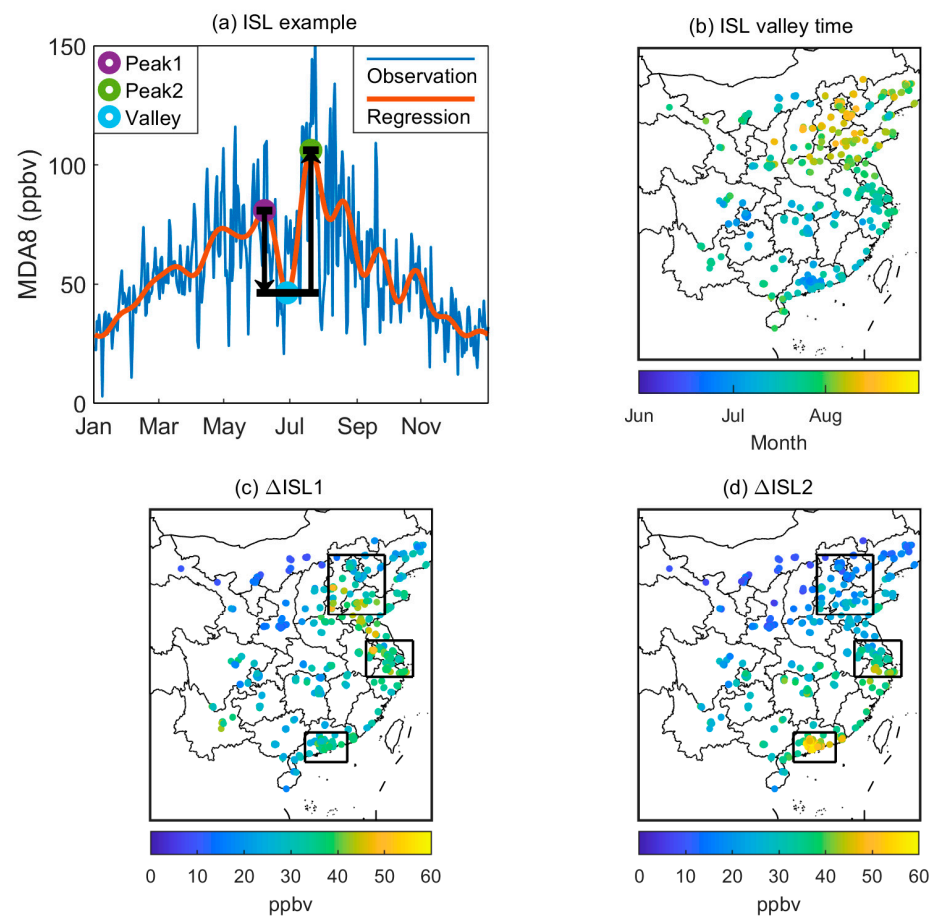 (a) ISL example
150
100
50
0
MDA8 (ppbv)
Peak1
Peak2
Valley
Observation
Regression
Jan Mar May Jul Sep Nov
(b) ISL valley time
Jun Jul Aug
Month
(c) ΔISL1
0 10 20 30 40 50 60
ppbv
(d) ΔISL2
0 10 20 30 40 50 60
ppbv